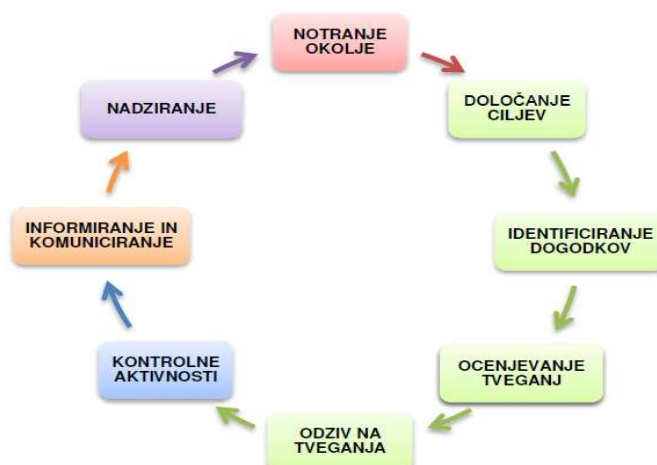 NOTRANJE
OKOLJE
DOLOČANJE
CILJEV
IDENTIFICIRANJE
DOGODKOV
OCENJEVANJE
TVEGANJ
ODZIV NA
TVEGANJA
KONTROLNE
AKTIVNOSTI
INFORMIRANJE IN
KOMUNICIRANJE
NADZIRANJE